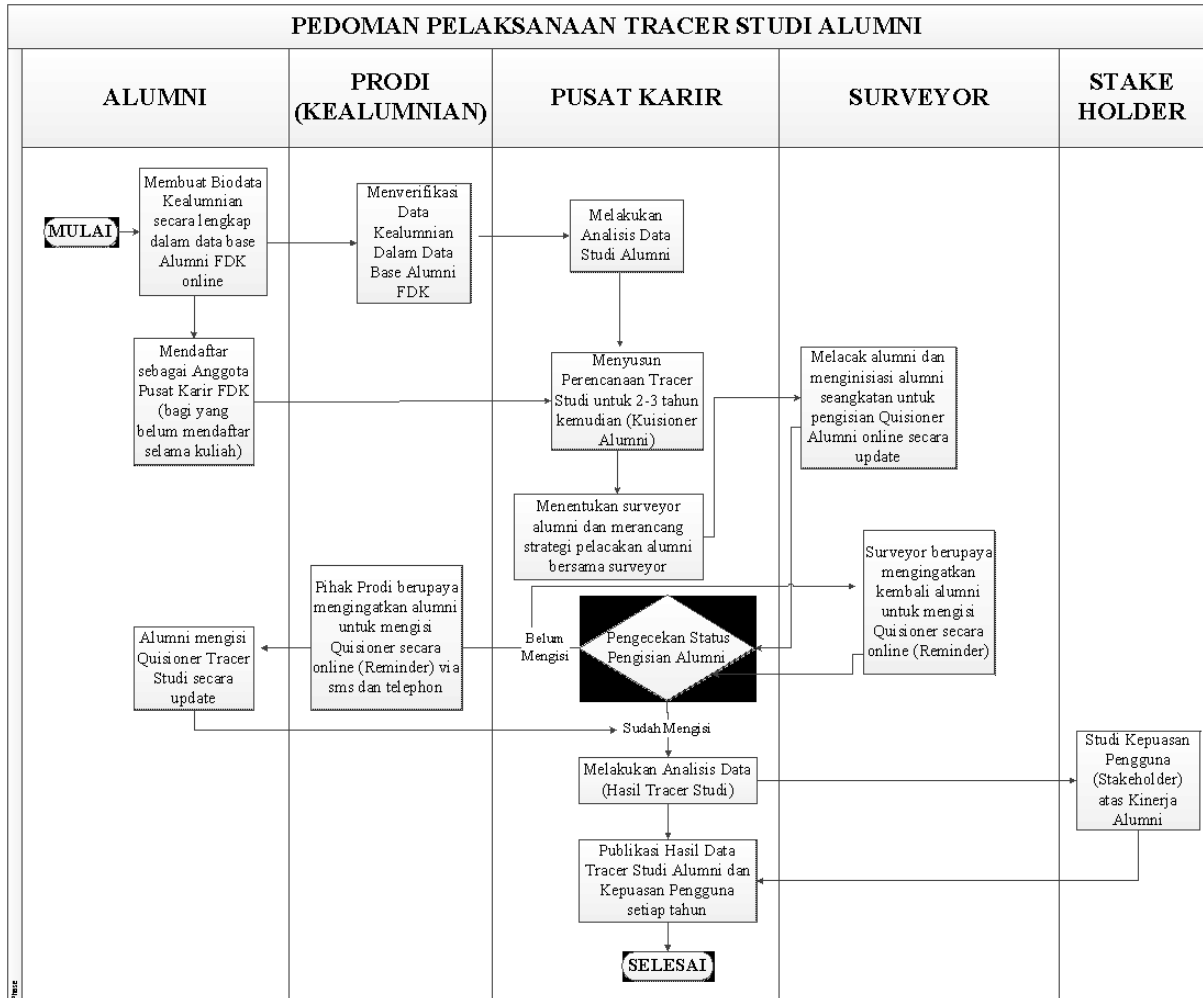 PEDOMAN PELAKSANAAN TRACER STUDI ALUMNI
ALUMNI
PRODI
(KEALUMNIAN)
PUSAT KARIR
SURVEYOR
STAKE
HOLDER
MULAI
Membuat Biodata
Kealumnian
secara lengkap
dalam data base
Alumni FDK
online
Menverifikasi
Data
Kealumnian
Dalam Data
Base Alumni
FDK
Melakukan
Analisis Data
Studi Alumni
Mendaftar
sebagai Anggota
Pusat Karir FDK
(bagi yang
belum mendaftar
selama kuliah)
Menyusun
Perencanaan Tracer
Studi untuk 2-3 tahun
kemudian (Kuisioner
Alumni)
Melacak alumni dan
menginisiasi alumni
seangkatan untuk
pengisian Quisioner
Alumni online secara
update
Menentukan surveyor
alumni dan merancang
strategi pelacakan alumni
bersama surveyor
Surveyor berupaya
mengingatkan
kembali alumni
untuk mengisi
Quisioner secara
online (Reminder)
Pihak Prodi berupaya
mengingatkan alumni
untuk mengisi
Quisioner secara
online (Reminder) via
sms dan telephon
Belum
Mengisi
Pengecekan Status
Pengisian Alumni
Alumni mengisi
Quisioner Tracer
Studi secara
update
Sudah Mengisi
Melakukan Analisis Data
(Hasil Tracer Studi)
Studi Kepuasan
Pengguna
(Stakeholder)
atas Kinerja
Alumni
Publikasi Hasil Data
Tracer Studi Alumni dan
Kepuasan Pengguna
setiap tahun
SELESAI
Phase